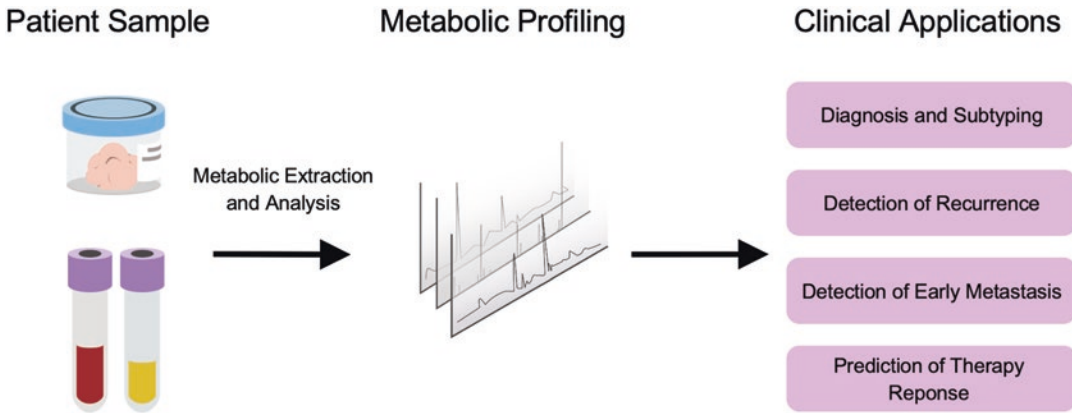 Patient Sample
Metabolic Profiling
Clinical Applications
Metabolic Extraction
and Analysis
Diagnosis and Subtyping
Detection of Recurrence
Detection of Early Metastasis
Prediction of Therapy
Reponse